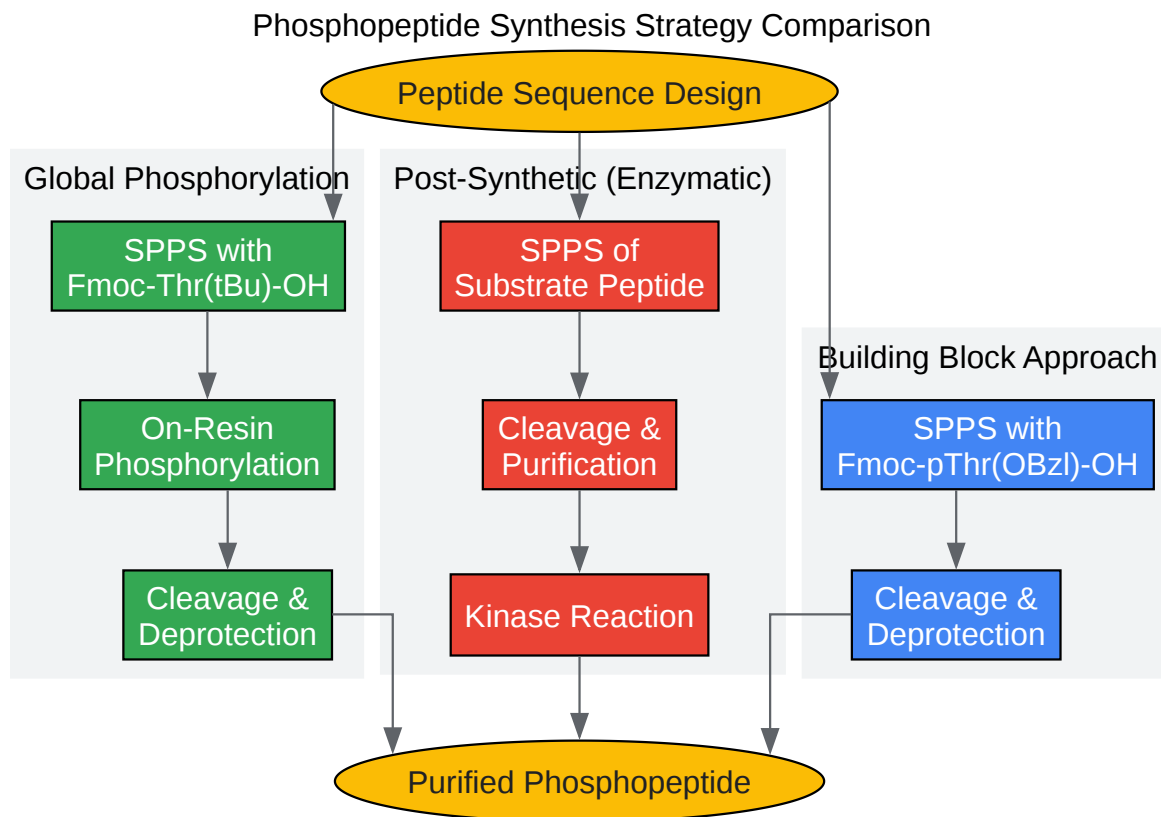 Phosphopeptide Synthesis Strategy Comparison
Peptide Sequence Design
Global Phosphorylation
SPPS with
Fmoc-Thr(tBu)-OH
On-Resin
Phosphorylation
Cleavage &
Deprotection
Post-Synthetic (Enzymatic)
SPPS of
Substrate Peptide
Cleavage &
Purification
Kinase Reaction
Building Block Approach
SPPS with
Fmoc-pThr(OBzl)-OH
Cleavage &
Deprotection
Purified Phosphopeptide